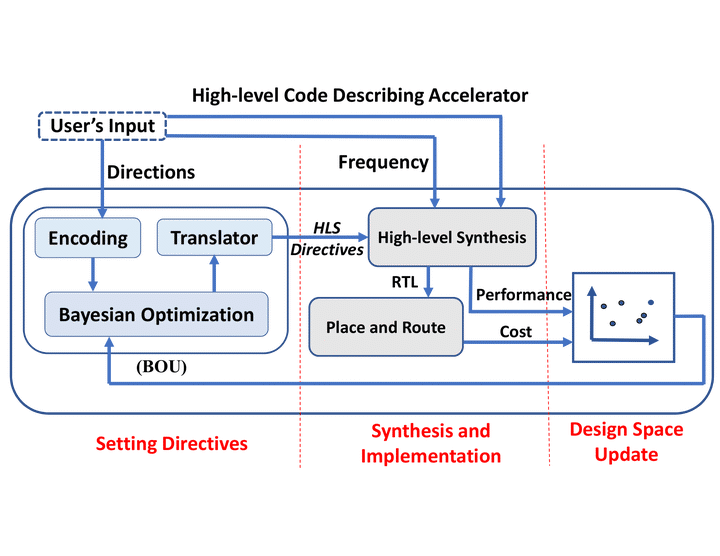 High-level Code Describing Accelerator
User's Input
Frequency
Directions
Encoding
Translator
HLS
Directives
High-level Synthesis
RTL
Performance
Bayesian Optimization
Place and Route
Cost
(BOU)
Setting Directives
Synthesis and
Implementation
Design Space
Update